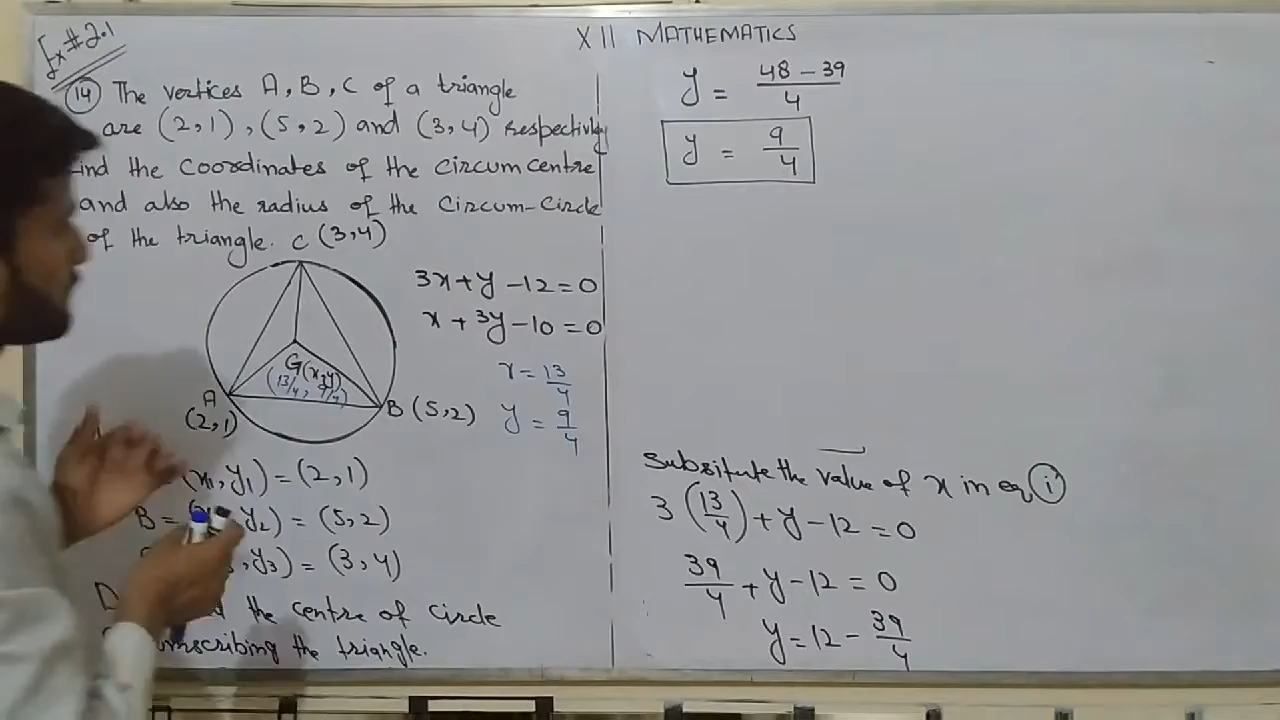 Ex # 2.1
XII MATHEMATICS
(14) The vertices A, B, C of a triangle
are (2,1), (5,2) and (3,4) respectivly
ind the coordinates of the circumcentre
and also the radius of the circum-circle
of the triangle.
C (3,4)
G(x,y)
(13/4, 9/4)
A
(2,1)
B (5,2)
3x+y-12=0
x+3y-10=0
x=13/4
y=9/4
(x₁,y₁)=(2,1)
B= y₂)=(5,2)
,y₃)=(3,4)
the centre of circle
mscribing the triangle.
y = 48-39/4
y = 9/4
Subsitute the value of x in eq (i)
3(13/4)+y-12=0
39/4+y-12=0
y=12-39/4